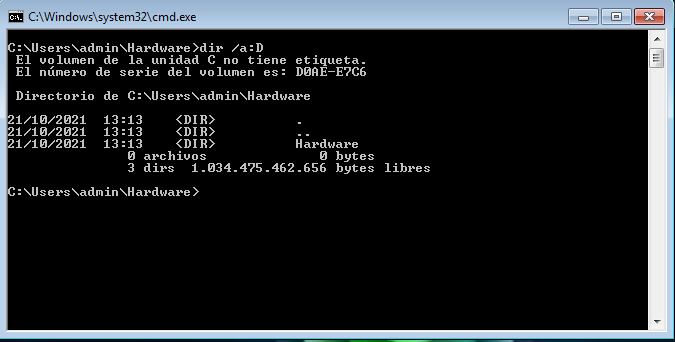 C:\Windows\system32\cmd.exe
C:\Users\admin\Hardware>dir /a:D
El volumen de la unidad C no tiene etiqueta.
El número de serie del volumen es: D0AE-E7C6
Directorio de C:\Users\admin\Hardware
21/10/2021  13:13    <DIR>          .
21/10/2021  13:13    <DIR>          ..
21/10/2021  13:13    <DIR>          Hardware
0 archivos              0 bytes
3 dirs  1.034.475.462.656 bytes libres
C:\Users\admin\Hardware>